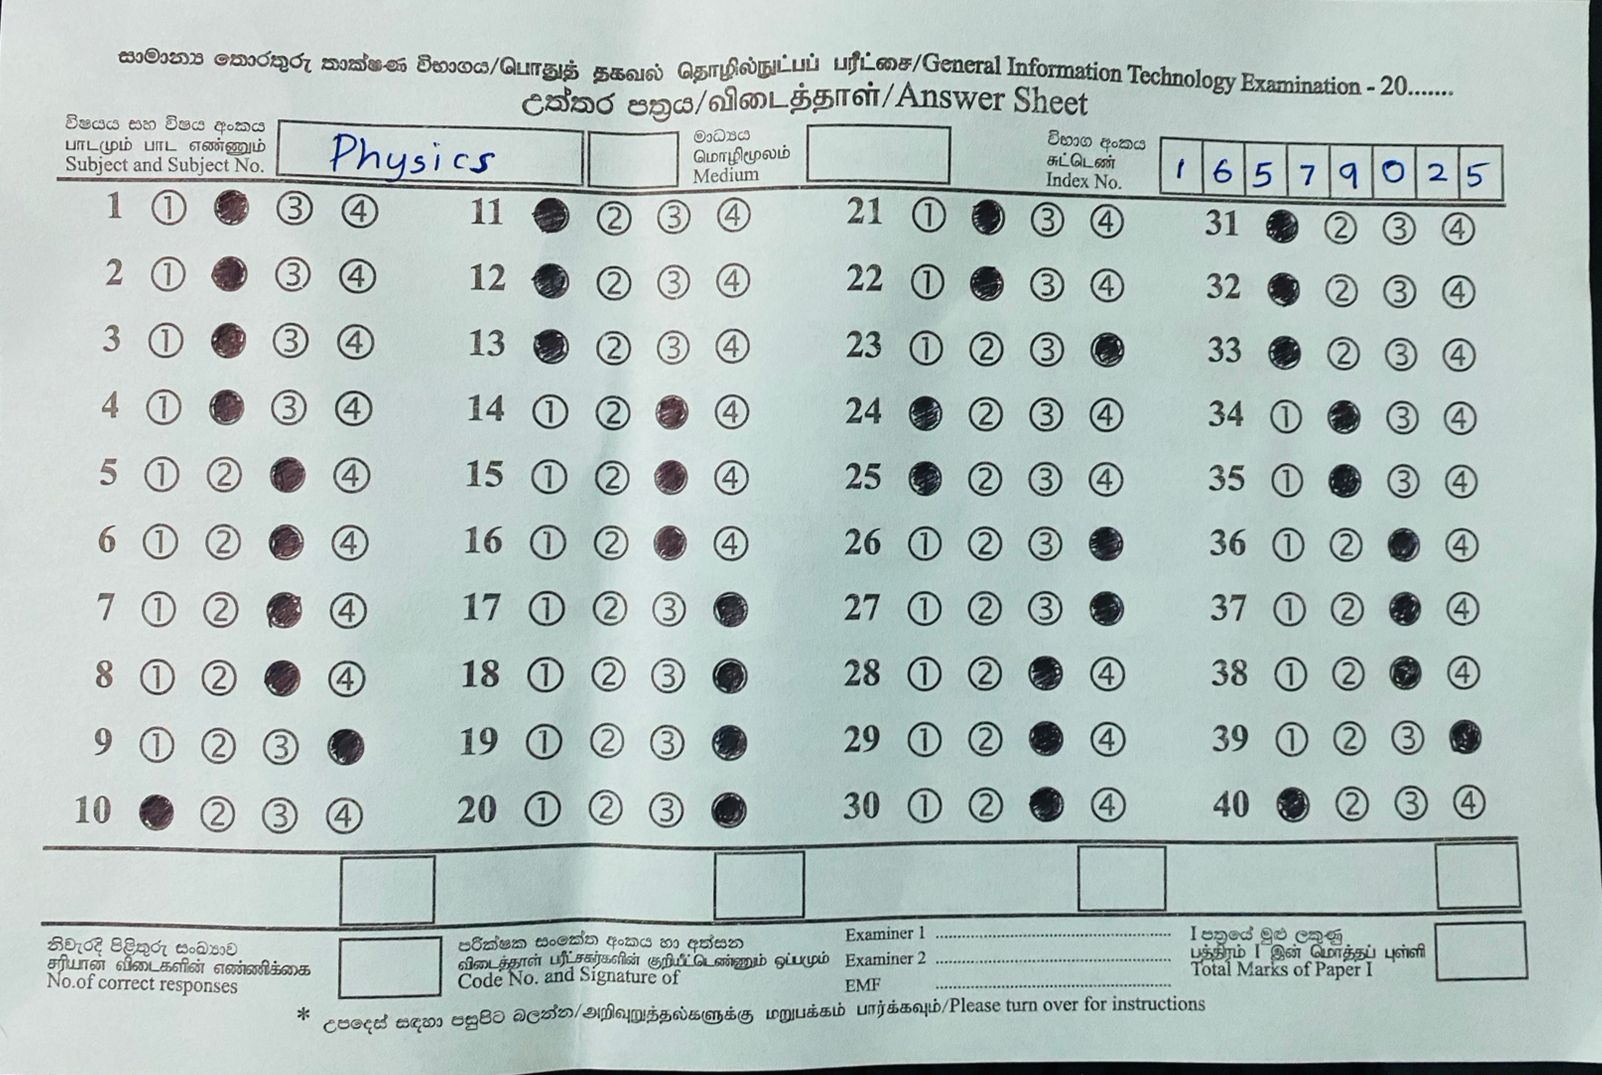 සාමාන්‍ය තොරතුරු තාක්ෂණ විභාගය/பொதுத் தகவல் தொழில்நுட்பப் பரீட்சை/General Information Technology Examination - 20.......
උත්තර පත්‍රය/விடைத்தாள்/Answer Sheet
විෂයය සහ විෂය අංකය
பாடமும் பாட எண்ணும்
Subject and Subject No.
Physics
මාධ්‍යය
மொழிமூலம்
Medium
විභාග අංකය
சுட்டெண்
Index No.
1 6 5 7 9 0 2 5
1 ① ③ ④ 11 ② ③ ④ 21 ① ③ ④ 31 ② ③ ④
2 ① ③ ④ 12 ② ③ ④ 22 ① ③ ④ 32 ② ③ ④
3 ① ③ ④ 13 ② ③ ④ 23 ① ② ③ 33 ② ③ ④
4 ① ③ ④ 14 ① ② ④ 24 ② ③ ④ 34 ① ③ ④
5 ① ② ④ 15 ① ② ④ 25 ② ③ ④ 35 ① ③ ④
6 ① ② ④ 16 ① ② ④ 26 ① ② ③ 36 ① ② ④
7 ① ② ④ 17 ① ② ③ 27 ① ② ③ 37 ① ② ④
8 ① ② ④ 18 ① ② ③ 28 ① ② ④ 38 ① ② ④
9 ① ② ③ 19 ① ② ③ 29 ① ② ④ 39 ① ② ③
10 ② ③ ④ 20 ① ② ③ 30 ① ② ④ 40 ② ③ ④
නිවැරදි පිළිතුරු සංඛ්‍යාව
சரியான விடைகளின் எண்ணிக்கை
No.of correct responses
පරීක්ෂක සංකේත අංකය හා අත්සන
விடைத்தாள் பரீட்சகர்களின் குறியீட்டெண்ணும் ஒப்பமும்
Code No. and Signature of
Examiner 1 ........................................
Examiner 2 ........................................
EMF ........................................
I පත්‍රයේ මුළු ලකුණු
பத்திரம் I இன் மொத்தப் புள்ளி
Total Marks of Paper I
* උපදෙස් සඳහා පසුපිට බලන්න/அறிவுறுத்தல்களுக்கு மறுபக்கம் பார்க்கவும்/Please turn over for instructions